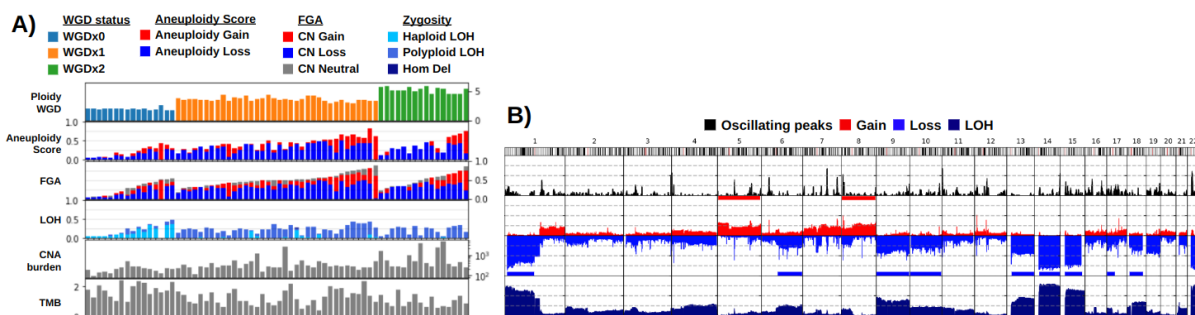 A)
WGD status Aneuploidy Score FGA Zygosity
WGDx0 Aneuploidy Gain CN Gain Haploid LOH
WGDx1 Aneuploidy Loss CN Loss Polyploid LOH
WGDx2 CN Neutral Hom Del
Ploidy
WGD
5
0
1.0
Aneuploidy
Score
0.5
0.0
1.0
FGA
0.5
0.0
LOH
0.5
0.0
CNA
burden
10³
10²
TMB
2
0
B)
Oscillating peaks Gain Loss LOH
1 2 3 4 5 6 7 8 9 10 11 12 13 14 15 16 17 18 19 20 21 22